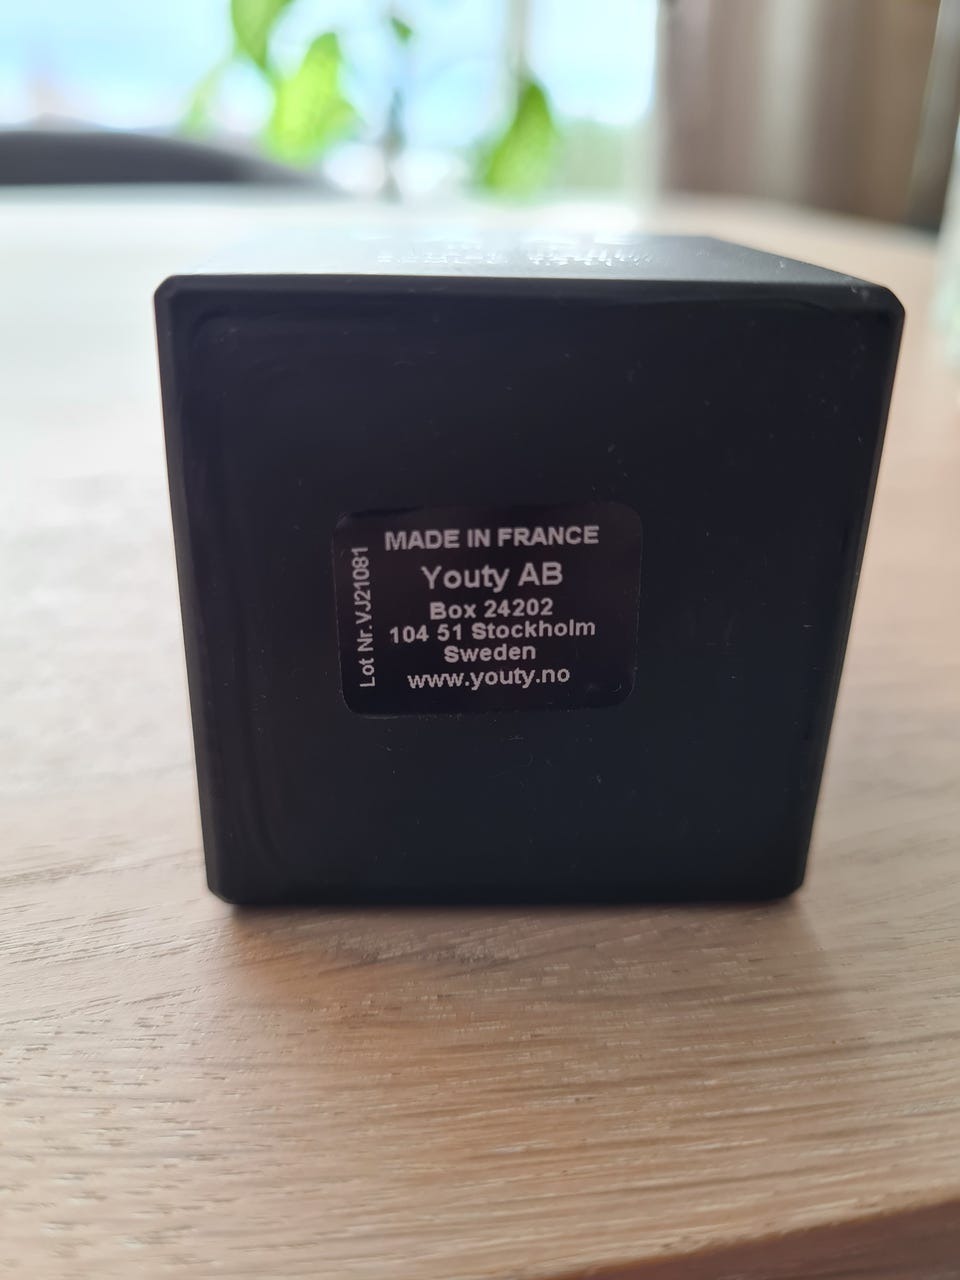 MADE IN FRANCE
Youty AB
Box 24202
104 51 Stockholm
Sweden
www.youty.no
Lot Nr.VJ21081